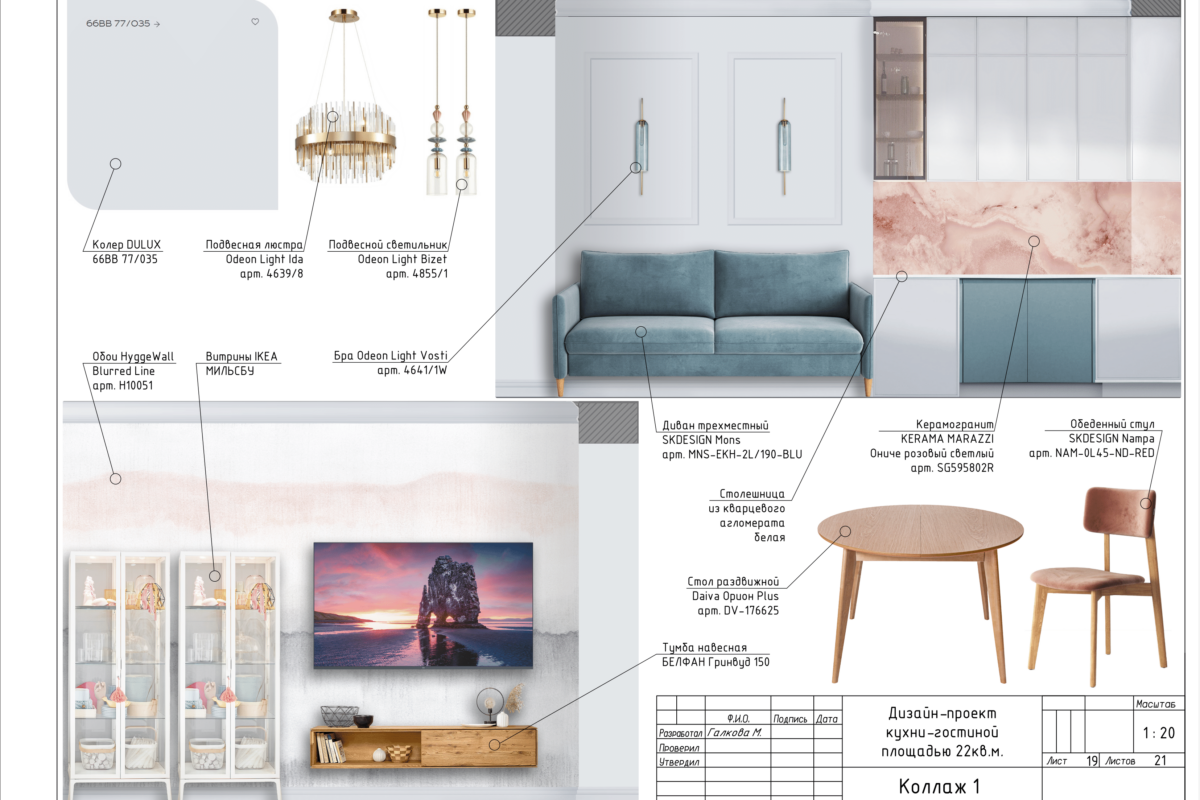 66BB 77/035 →
Колер DULUX
66BB 77/035
Подвесная люстра
Odeon Light Ida
арт. 4639/8
Подвесной светильник
Odeon Light Bizet
арт. 4855/1
Обои HyggeWall
Blurred Line
арт. H10051
Витрины IKEA
МИЛЬСБУ
Бра Odeon Light Vosti
арт. 4641/1W
Диван трехместный
SKDESIGN Mons
арт. MNS-EKH-2L/190-BLU
Керамогранит
KERAMA MARAZZI
Ониче розовый светлый
арт. SG595802R
Обеденный стул
SKDESIGN Nampa
арт. NAM-0L45-ND-RED
Столешница
из кварцевого
агломерата
белая
Стол раздвижной
Daiva Орион Plus
арт. DV-176625
Тумба навесная
БЕЛФАН Гринвуд 150
Ф.И.О. Подпись Дата
Разработал Галкова М.
Проверил
Утвердил
Дизайн-проект
кухни-гостиной
площадью 22кв.м.
Коллаж 1
Масштаб
1 : 20
Лист 19 Листов 21